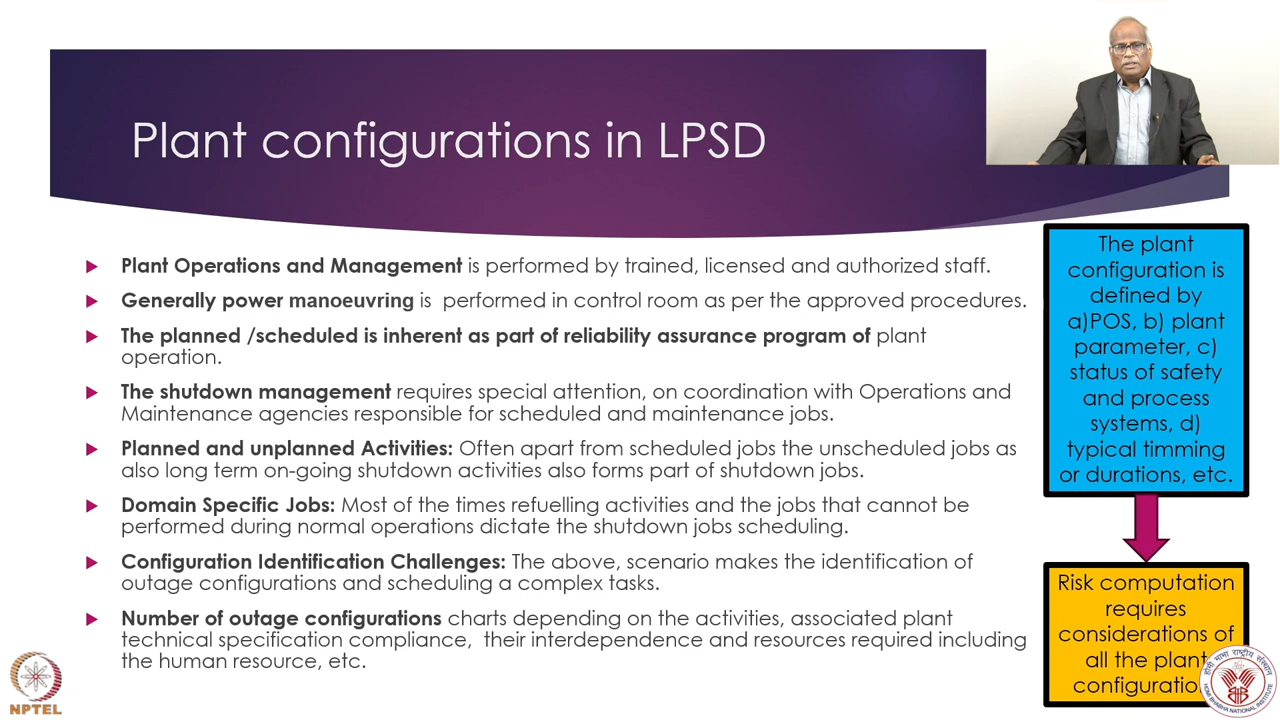 Plant configurations in LPSD
Plant Operations and Management is performed by trained, licensed and authorized staff.
Generally power manoeuvring is performed in control room as per the approved procedures.
The planned /scheduled is inherent as part of reliability assurance program of plant
operation.
The shutdown management requires special attention, on coordination with Operations and
Maintenance agencies responsible for scheduled and maintenance jobs.
Planned and unplanned Activities: Often apart from scheduled jobs the unscheduled jobs as
also long term on-going shutdown activities also forms part of shutdown jobs.
Domain Specific Jobs: Most of the times refuelling activities and the jobs that cannot be
performed during normal operations dictate the shutdown jobs scheduling.
Configuration Identification Challenges: The above, scenario makes the identification of
outage configurations and scheduling a complex tasks.
Number of outage configurations charts depending on the activities, associated plant
technical specification compliance, their interdependence and resources required including
the human resource, etc.
The plant
configuration is
defined by
a)POS, b) plant
parameter, c)
status of safety
and process
systems, d)
typical timming
or durations, etc.
Risk computation
requires
considerations of
all the plant
NPTEL
होमी भाभा राष्ट्रीय संस्थान
HOMI BHABHA NATIONAL INSTITUTE